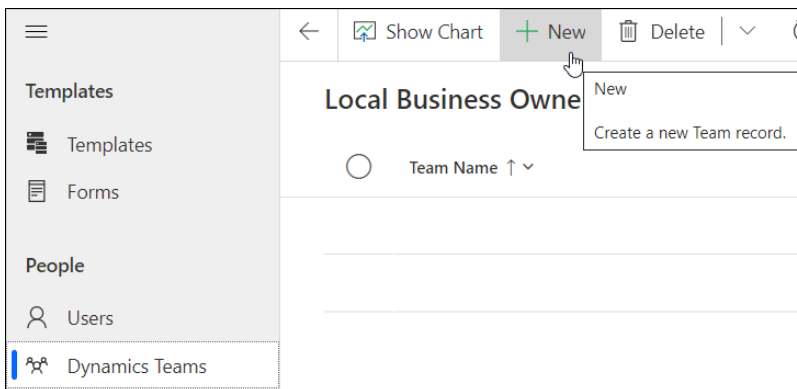 Show Chart
New
Delete
Templates
Local Business Owne
New
Create a new Team record.
Templates
Team Name
Forms
People
Users
Dynamics Teams